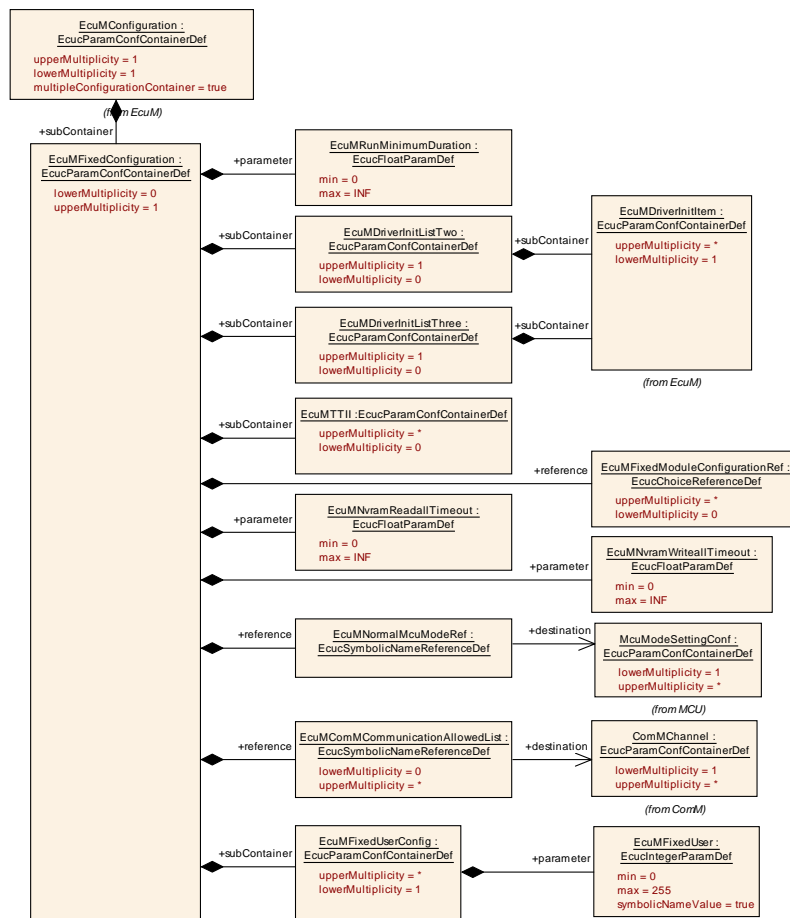 EcuMConfiguration :
EcucParamConfContainerDef
upperMultiplicity = 1
lowerMultiplicity = 1
multipleConfigurationContainer = true
(from EcuM)
+subContainer
EcuMFixedConfiguration :
EcucParamConfContainerDef
lowerMultiplicity = 0
upperMultiplicity = 1
+parameter
EcuMRunMinimumDuration :
EcucFloatParamDef
min = 0
max = INF
+subContainer
EcuMDriverInitListTwo :
EcucParamConfContainerDef
upperMultiplicity = 1
lowerMultiplicity = 0
+subContainer
EcuMDriverInitItem :
EcucParamConfContainerDef
upperMultiplicity = *
lowerMultiplicity = 1
(from EcuM)
+subContainer
EcuMDriverInitListThree :
EcucParamConfContainerDef
upperMultiplicity = 1
lowerMultiplicity = 0
+subContainer
+subContainer
EcuMTTII :EcucParamConfContainerDef
upperMultiplicity = *
lowerMultiplicity = 0
+reference
EcuMFixedModuleConfigurationRef :
EcucChoiceReferenceDef
upperMultiplicity = *
lowerMultiplicity = 0
+parameter
EcuMNvramReadallTimeout :
EcucFloatParamDef
min = 0
max = INF
+parameter
EcuMNvramWriteallTimeout :
EcucFloatParamDef
min = 0
max = INF
+reference
EcuMNormalMcuModeRef :
EcucSymbolicNameReferenceDef
+destination
McuModeSettingConf :
EcucParamConfContainerDef
lowerMultiplicity = 1
upperMultiplicity = *
(from MCU)
+reference
EcuMComMCommunicationAllowedList :
EcucSymbolicNameReferenceDef
lowerMultiplicity = 0
upperMultiplicity = *
+destination
ComMChannel :
EcucParamConfContainerDef
lowerMultiplicity = 1
upperMultiplicity = *
(from ComM)
+subContainer
EcuMFixedUserConfig :
EcucParamConfContainerDef
upperMultiplicity = *
lowerMultiplicity = 1
+parameter
EcuMFixedUser :
EcucIntegerParamDef
min = 0
max = 255
symbolicNameValue = true